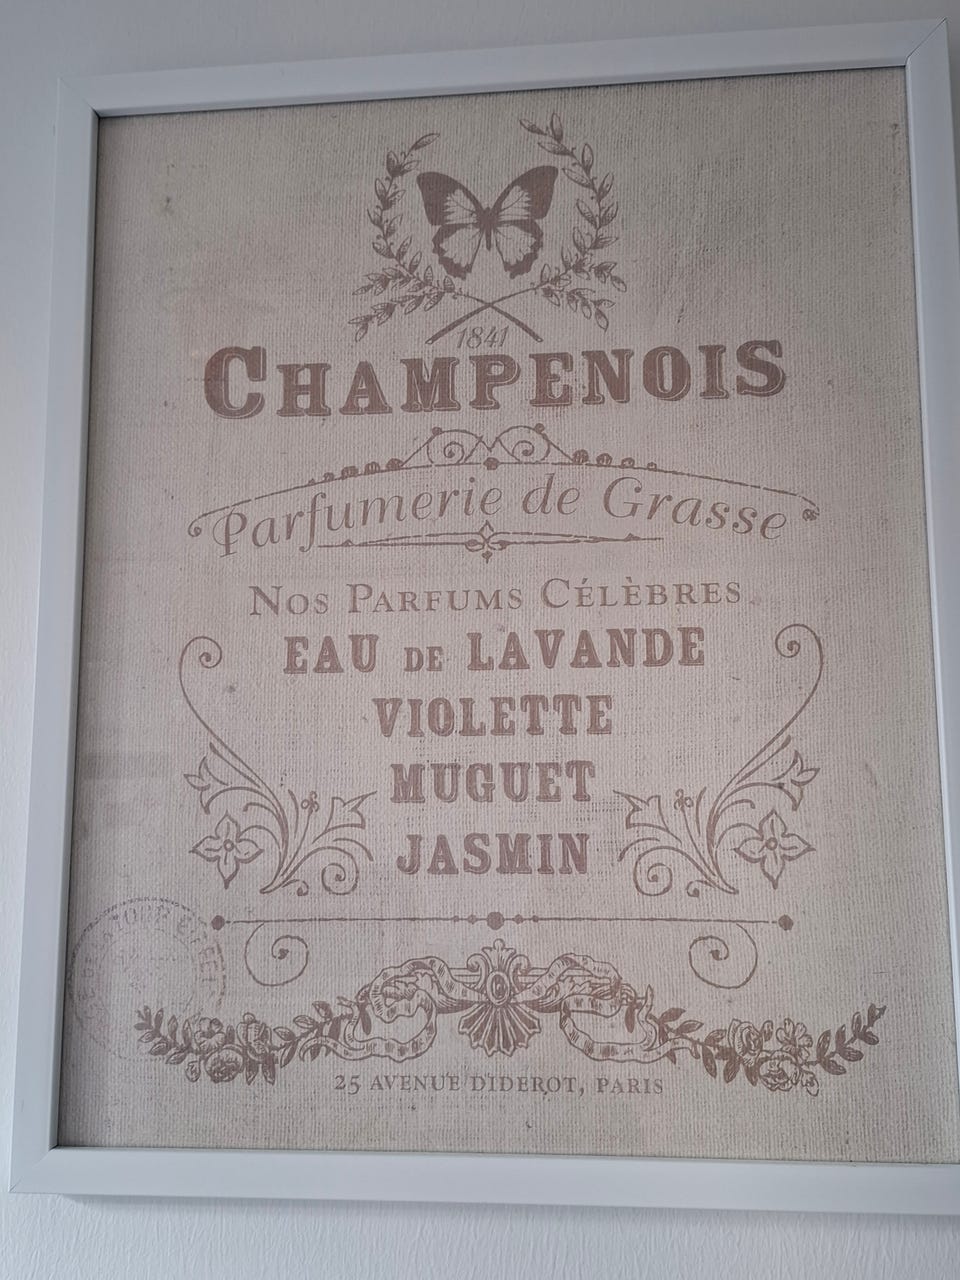 1841
CHAMPENOIS
Parfumerie de Grasse
NOS PARFUMS CÉLÈBRES
EAU DE LAVANDE
VIOLETTE
MUGUET
JASMIN
25 AVENUE DIDEROT, PARIS